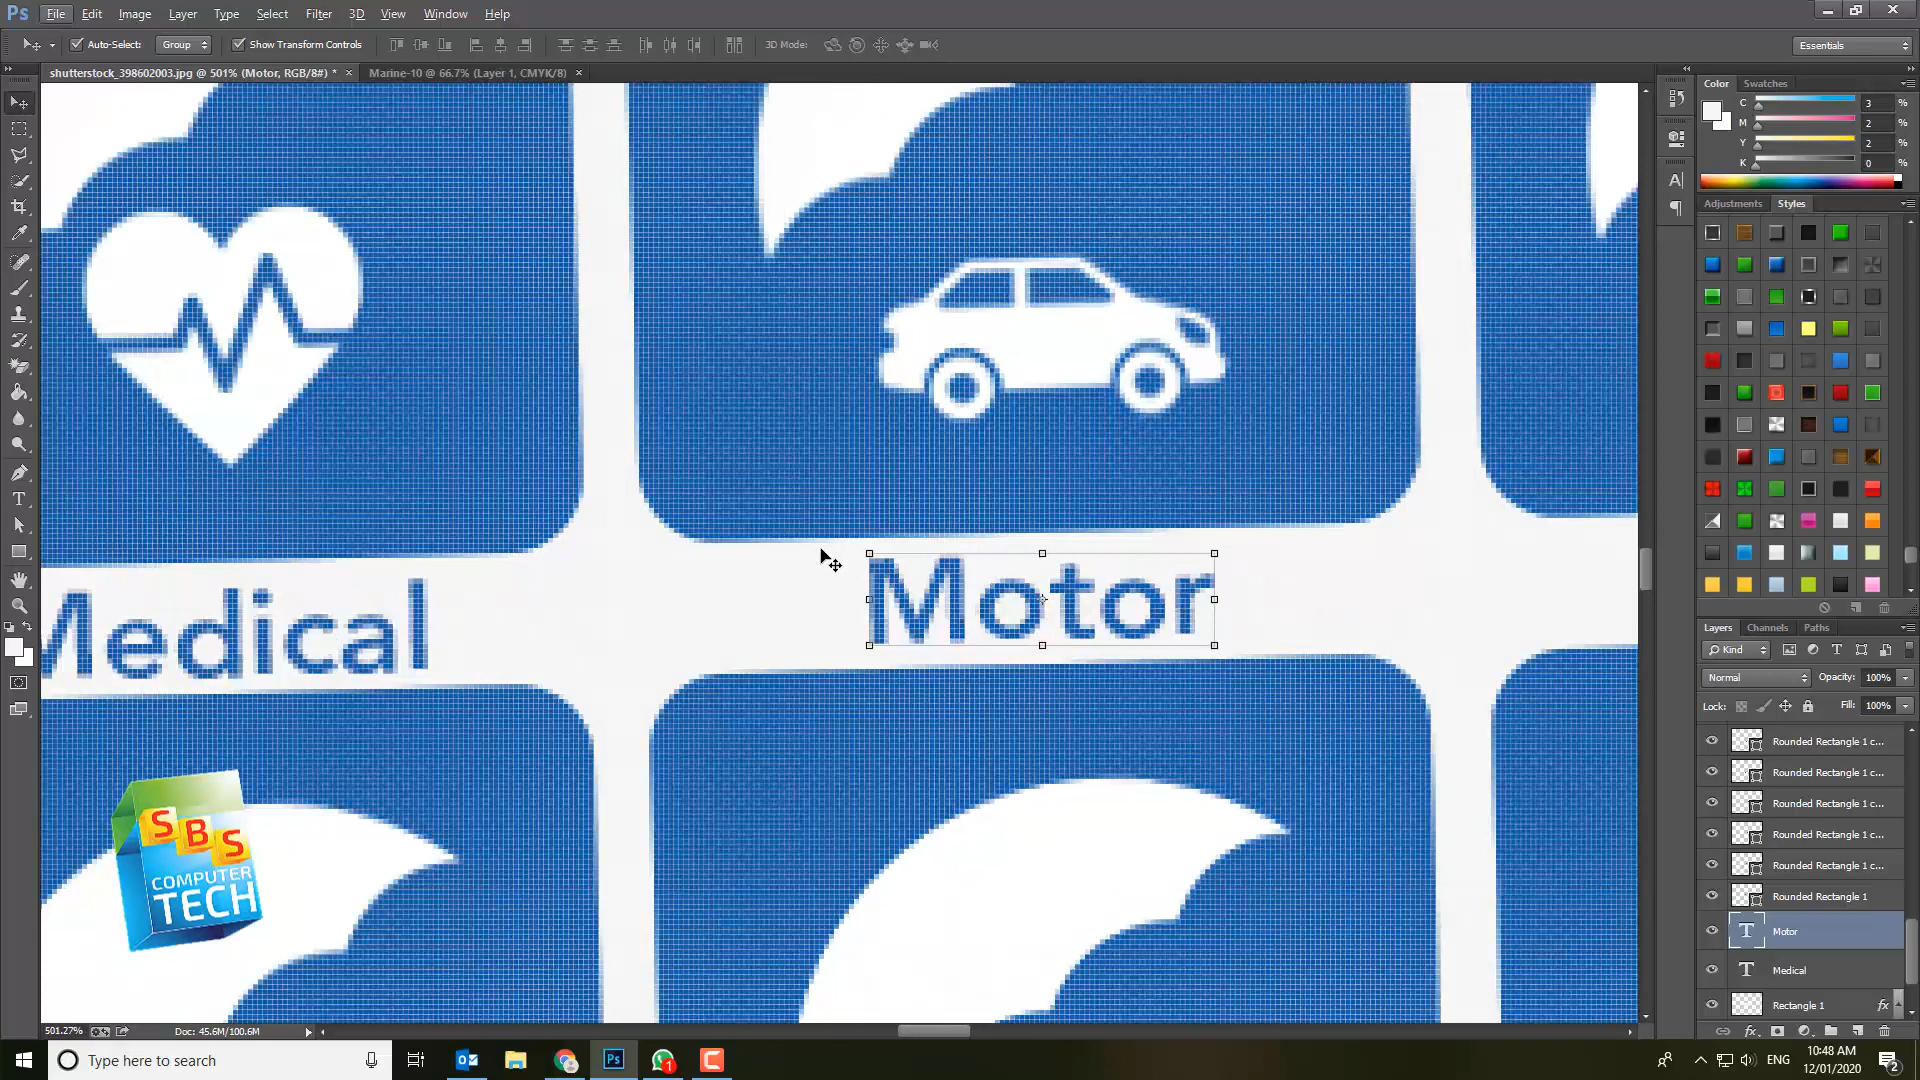 Ps File Edit Image Layer Type Select Filter 3D View Window Help
Auto-Select: Group Show Transform Controls 3D Mode: Essentials
shutterstock_398602003.jpg @ 501% (Motor, RGB/8#) * × Marine-10 @ 66.7% (Layer 1, CMYK/8) ×
Color Swatches
C 3 %
M 2 %
Y 2 %
K 0 %
Adjustments Styles
Motor
Medical
SBS
COMPUTER
TECH
Layers Channels Paths
Kind
Normal Opacity: 100%
Lock: Fill: 100%
Rounded Rectangle 1 c...
Rounded Rectangle 1 c...
Rounded Rectangle 1 c...
Rounded Rectangle 1 c...
Rounded Rectangle 1 c...
Rounded Rectangle 1
T Motor
T Medical
Rectangle 1 fx
501.27% Doc: 45.6M/100.6M
Type here to search
Ps
1
ENG
10:48 AM
12/01/2020
2